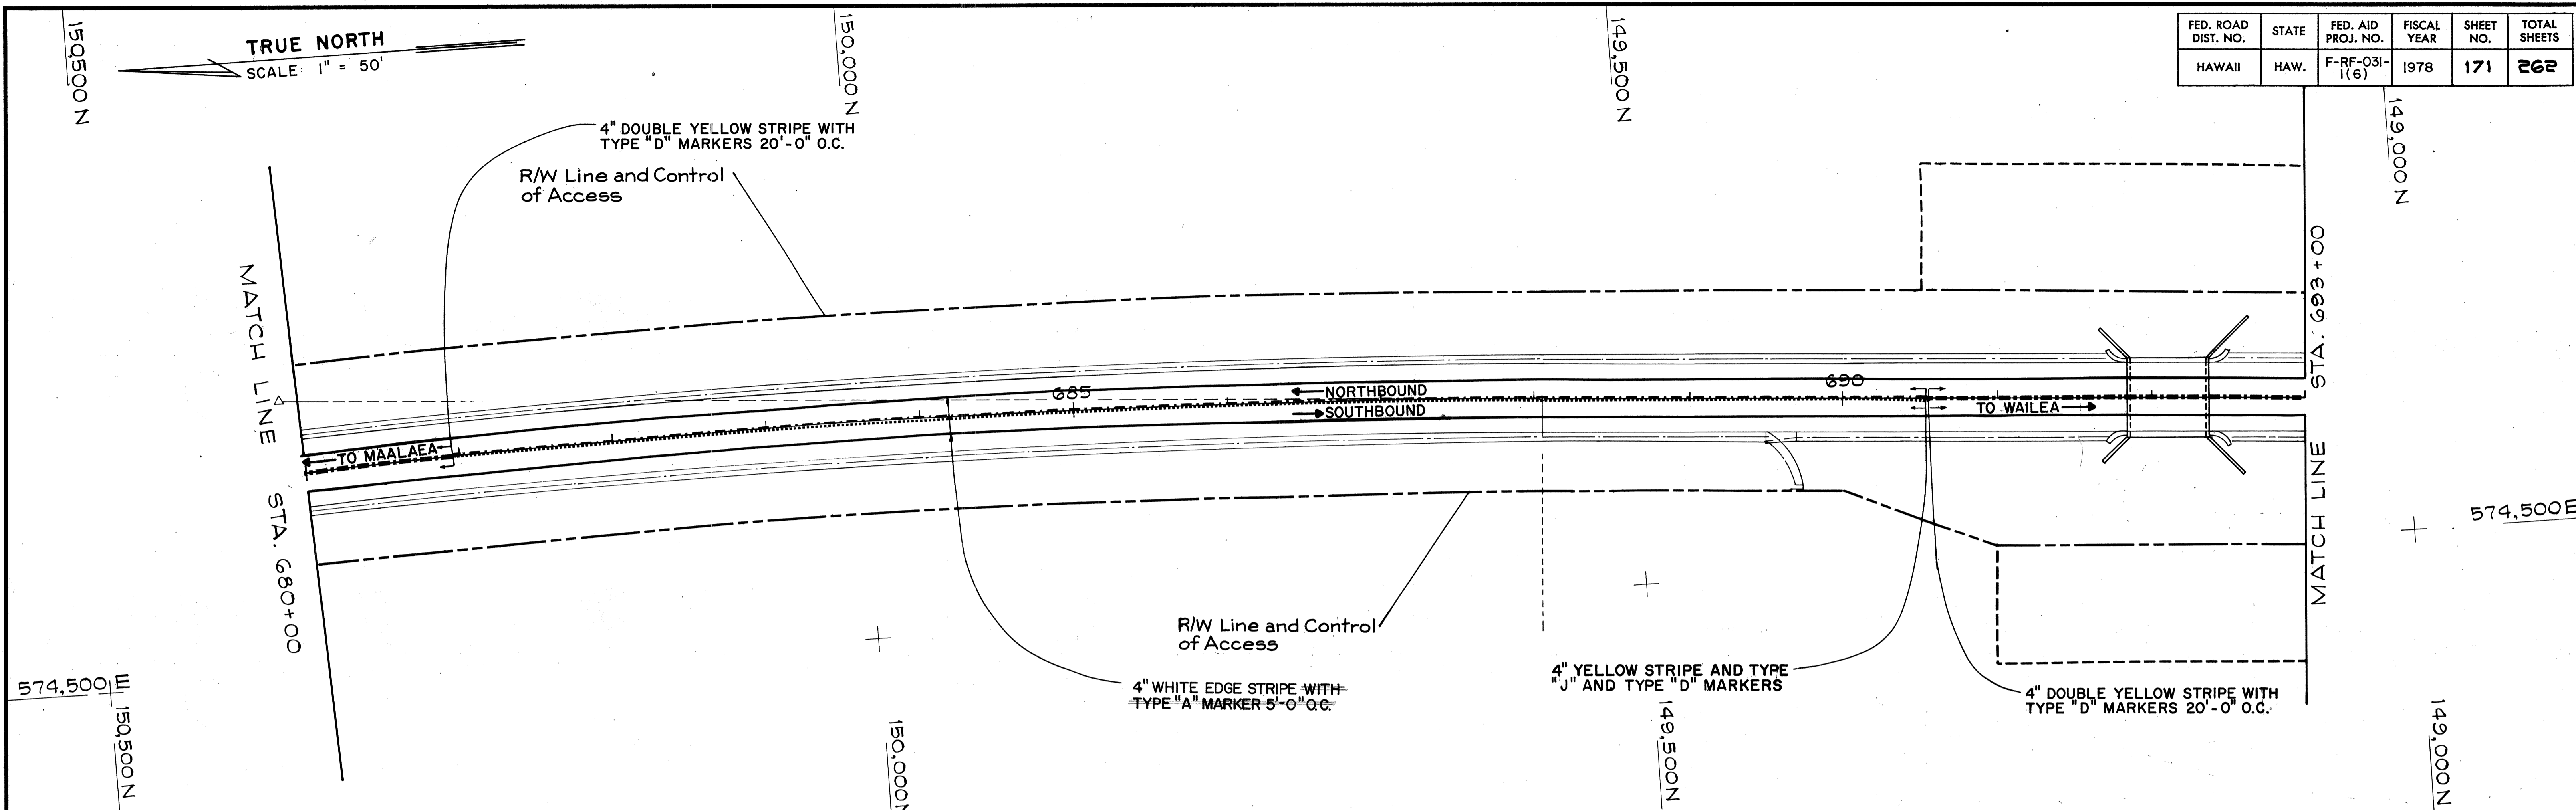 TRUE NORTH
SCALE: 1" = 50'
150,500 N
150,000 N
149,500 N
149,000 N
FED. ROAD DIST. NO.
STATE
FED. AID PROJ. NO.
FISCAL YEAR
SHEET NO.
TOTAL SHEETS
HAWAII
HAW.
F-RF-031-1(6)
1978
171
262
4" DOUBLE YELLOW STRIPE WITH
TYPE "D" MARKERS 20'-0" O.C.
R/W Line and Control
of Access
MATCH LINE STA. 680+00
TO MAALAEA
685
NORTHBOUND
SOUTHBOUND
690
TO WAILEA
MATCH LINE STA. 693+00
574,500 E
R/W Line and Control
of Access
4" WHITE EDGE STRIPE WITH
TYPE "A" MARKER 5'-0" O.C.
4" YELLOW STRIPE AND TYPE
"J" AND TYPE "D" MARKERS
4" DOUBLE YELLOW STRIPE WITH
TYPE "D" MARKERS 20'-0" O.C.
574,500 E
150,500 N
150,000 N
149,500 N
149,000 N